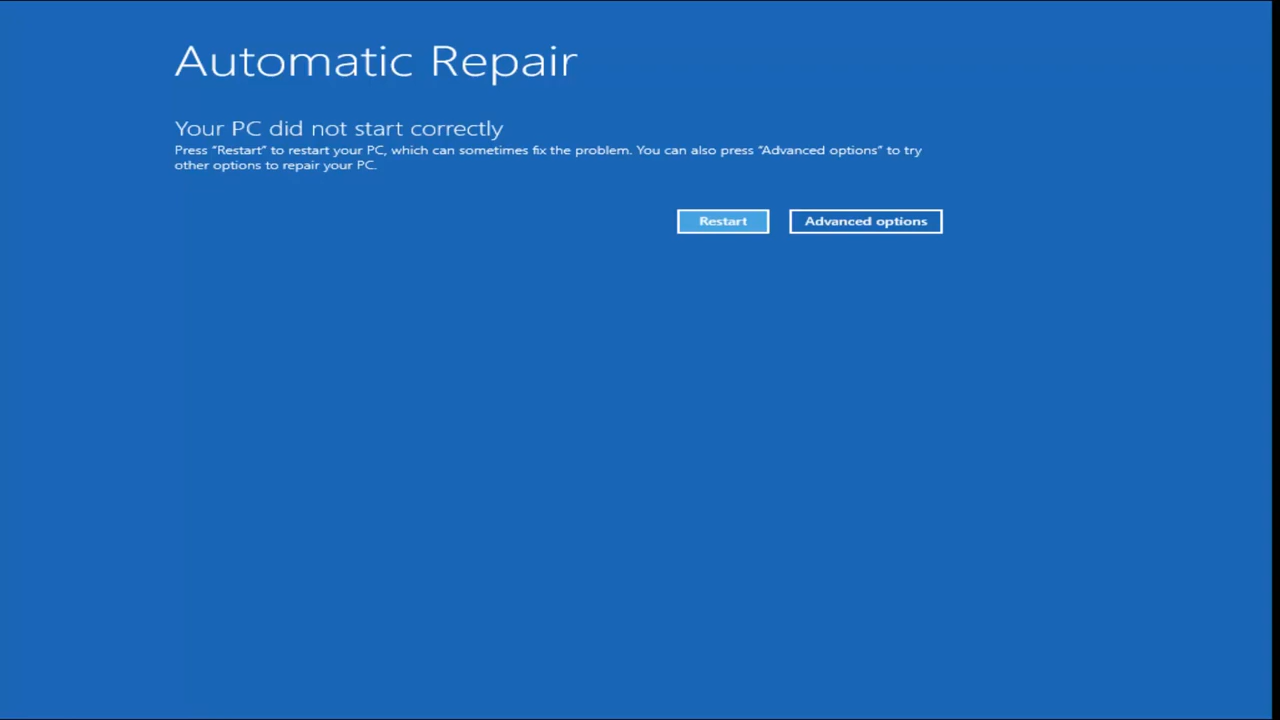 Automatic Repair
Your PC did not start correctly
Press “Restart” to restart your PC, which can sometimes fix the problem. You can also press “Advanced options” to try
other options to repair your PC.
Restart
Advanced options